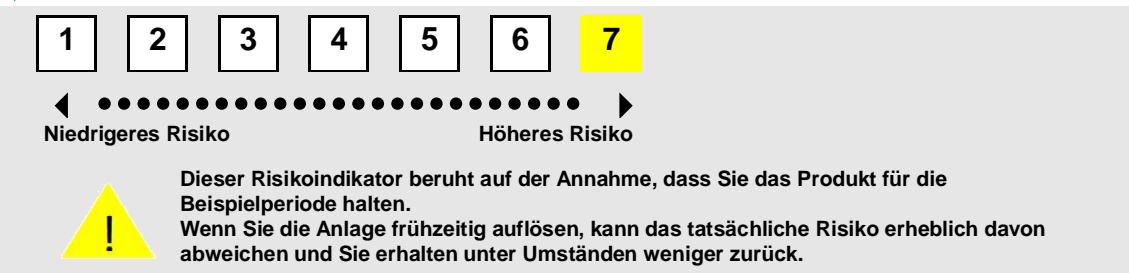 1 2 3 4 5 6 7
Niedrigeres Risiko Höheres Risiko
Dieser Risikoindikator beruht auf der Annahme, dass Sie das Produkt für die
Beispielperiode halten.
Wenn Sie die Anlage frühzeitig auflösen, kann das tatsächliche Risiko erheblich davon
abweichen und Sie erhalten unter Umständen weniger zurück.
!